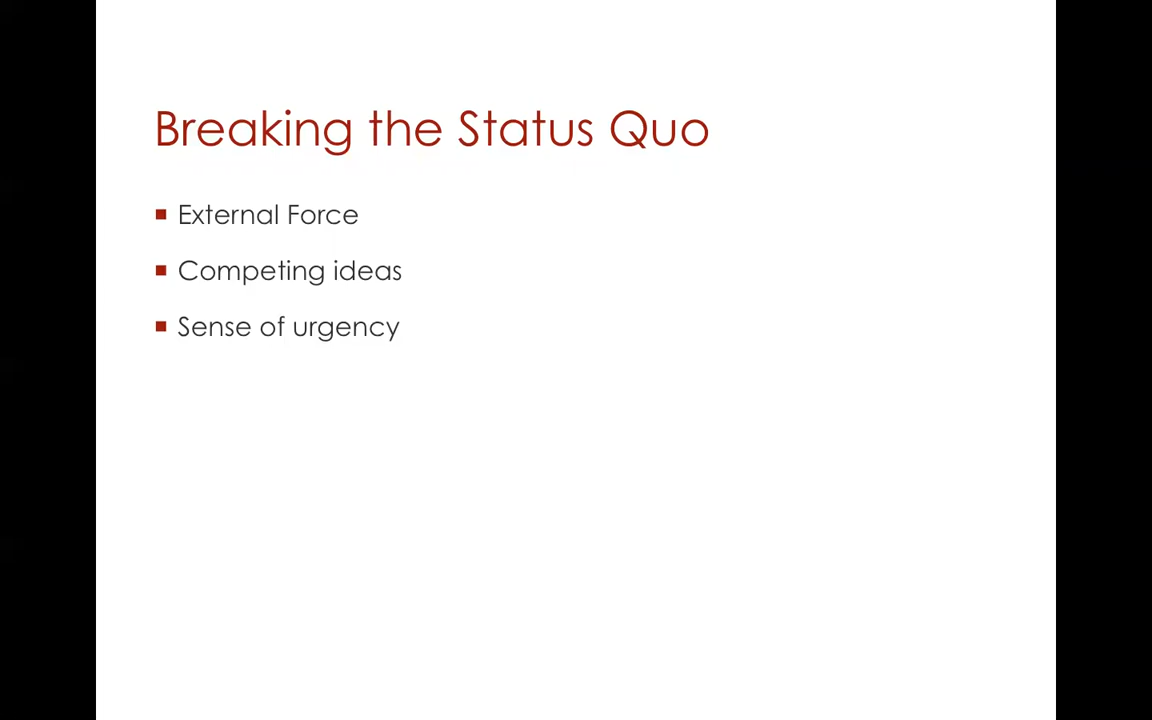 Breaking the Status Quo
External Force
Competing ideas
Sense of urgency